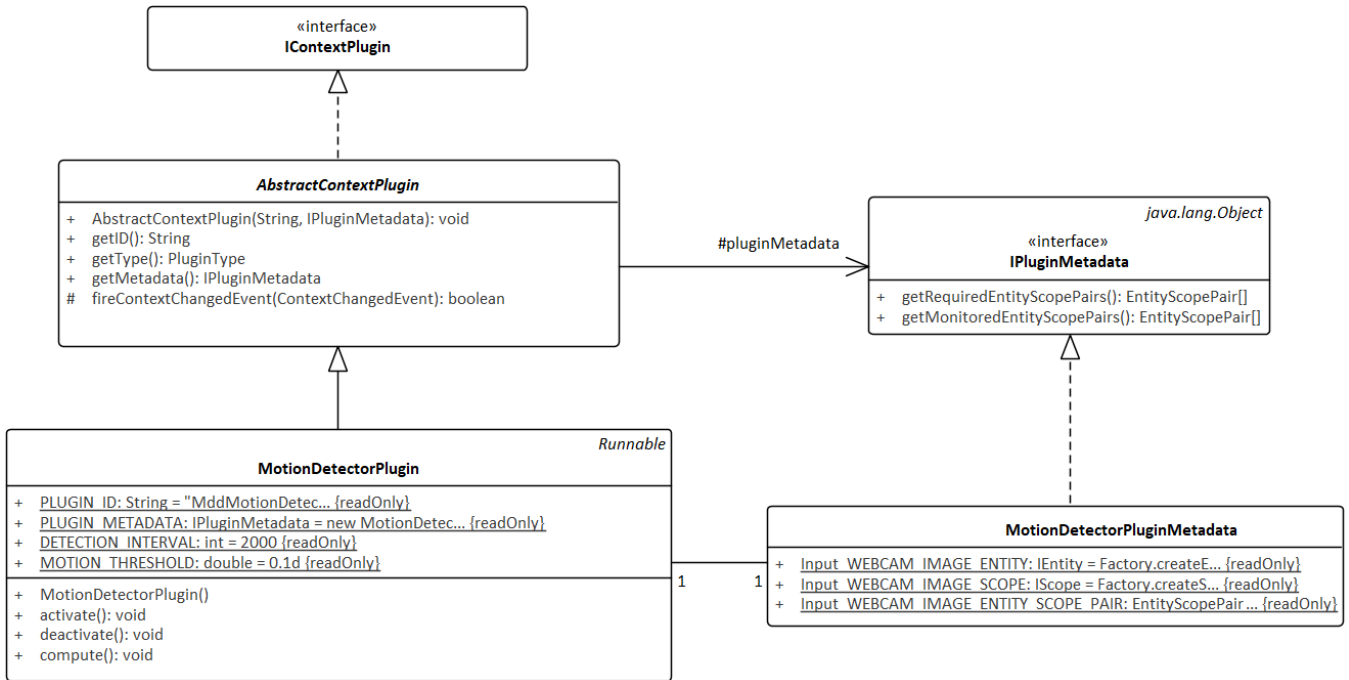 «interface»
IContextPlugin
AbstractContextPlugin
+ AbstractContextPlugin(String, IPluginMetadata): void
+ getID(): String
+ getType(): PluginType
+ getMetadata(): IPluginMetadata
# fireContextChangedEvent(ContextChangedEvent): boolean
#pluginMetadata
java.lang.Object
«interface»
IPluginMetadata
+ getRequiredEntityScopePairs(): EntityScopePair[]
+ getMonitoredEntityScopePairs(): EntityScopePair[]
Runnable
MotionDetectorPlugin
+ PLUGIN_ID: String = "MddMotionDetec... {readOnly}
+ PLUGIN_METADATA: IPluginMetadata = new MotionDetec... {readOnly}
+ DETECTION_INTERVAL: int = 2000 {readOnly}
+ MOTION_THRESHOLD: double = 0.1d {readOnly}
+ MotionDetectorPlugin()
+ activate(): void
+ deactivate(): void
+ compute(): void
1 1
MotionDetectorPluginMetadata
+ Input_WEBCAM_IMAGE_ENTITY: IEntity = Factory.createE... {readOnly}
+ Input_WEBCAM_IMAGE_SCOPE: IScope = Factory.createS... {readOnly}
+ Input_WEBCAM_IMAGE_ENTITY_SCOPE_PAIR: EntityScopePair ... {readOnly}